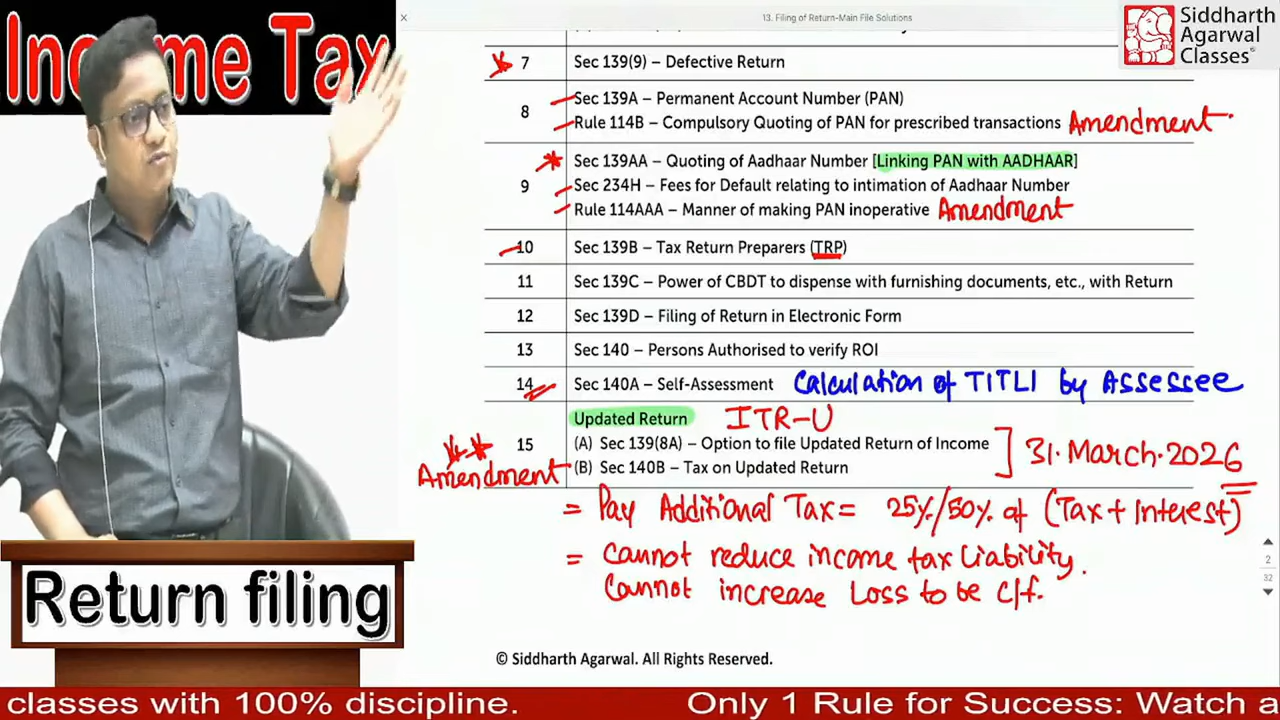 Income Tax
13. Filing of Return-Main File Solutions
Siddharth
Agarwal
Classes®
7 Sec 139(9) – Defective Return
8 Sec 139A – Permanent Account Number (PAN)
Rule 114B – Compulsory Quoting of PAN for prescribed transactions Amendment
9 Sec 139AA – Quoting of Aadhaar Number [Linking PAN with AADHAAR]
Sec 234H – Fees for Default relating to intimation of Aadhaar Number
Rule 114AAA – Manner of making PAN inoperative Amendment
10 Sec 139B – Tax Return Preparers (TRP)
11 Sec 139C – Power of CBDT to dispense with furnishing documents, etc., with Return
12 Sec 139D – Filing of Return in Electronic Form
13 Sec 140 – Persons Authorised to verify ROI
14 Sec 140A – Self-Assessment Calculation of TITLI by Assessee
Updated Return ITR-U
15 (A) Sec 139(8A) – Option to file Updated Return of Income
(B) Sec 140B – Tax on Updated Return
] 31.March.2026
Amendment
= Pay Additional Tax = 25%/50% of (Tax + Interest)
= Cannot reduce income tax liability.
Cannot increase Loss to be c/f.
2
32
© Siddharth Agarwal. All Rights Reserved.
Return filing
classes with 100% discipline. Only 1 Rule for Success: Watch a